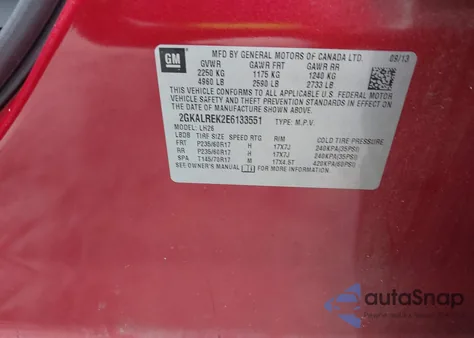 GM
MFD BY GENERAL MOTORS OF CANADA LTD.
09/13
GVWR GAWR FRT GAWR RR
2250 KG 1175 KG 1240 KG
4960 LB 2590 LB 2733 LB
THIS VEHICLE CONFORMS TO ALL APPLICABLE U.S. FEDERAL MOTOR
VEHICLE SAFETY, BUMPER, AND THEFT PREVENTION STANDARDS IN EFFECT
ON THE DATE OF MANUFACTURE SHOWN ABOVE.
2GKALREK2E6133551 TYPE: M.P.V.
MODEL: LH26
TIRE SIZE SPEED RTG RIM COLD TIRE PRESSURE
FRT P235/60R17 H 17X7J 240KPA(35PSI)
RR P235/60R17 H 17X7J 240KPA(35PSI)
SPA T145/70R17 M 17X4.5T 420KPA(60PSI)
SEE OWNER'S MANUAL FOR MORE INFORMATION.
autoSnap